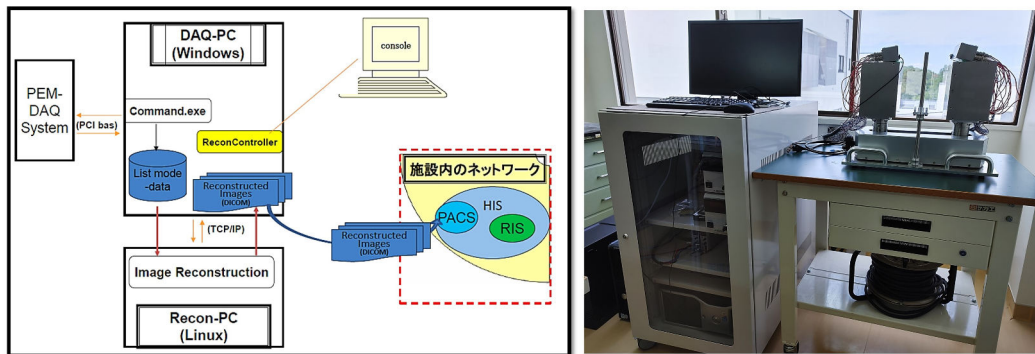 DAQ-PC
(Windows)
console
PEM-
DAQ
System
(PCI bas)
Command.exe
ReconController
List mode
-data
Reconstructed
Images
(DICOM)
施設内のネットワーク
HIS
PACS
RIS
Reconstructed
Images
(DICOM)
(TCP/IP)
Image Reconstruction
Recon-PC
(Linux)